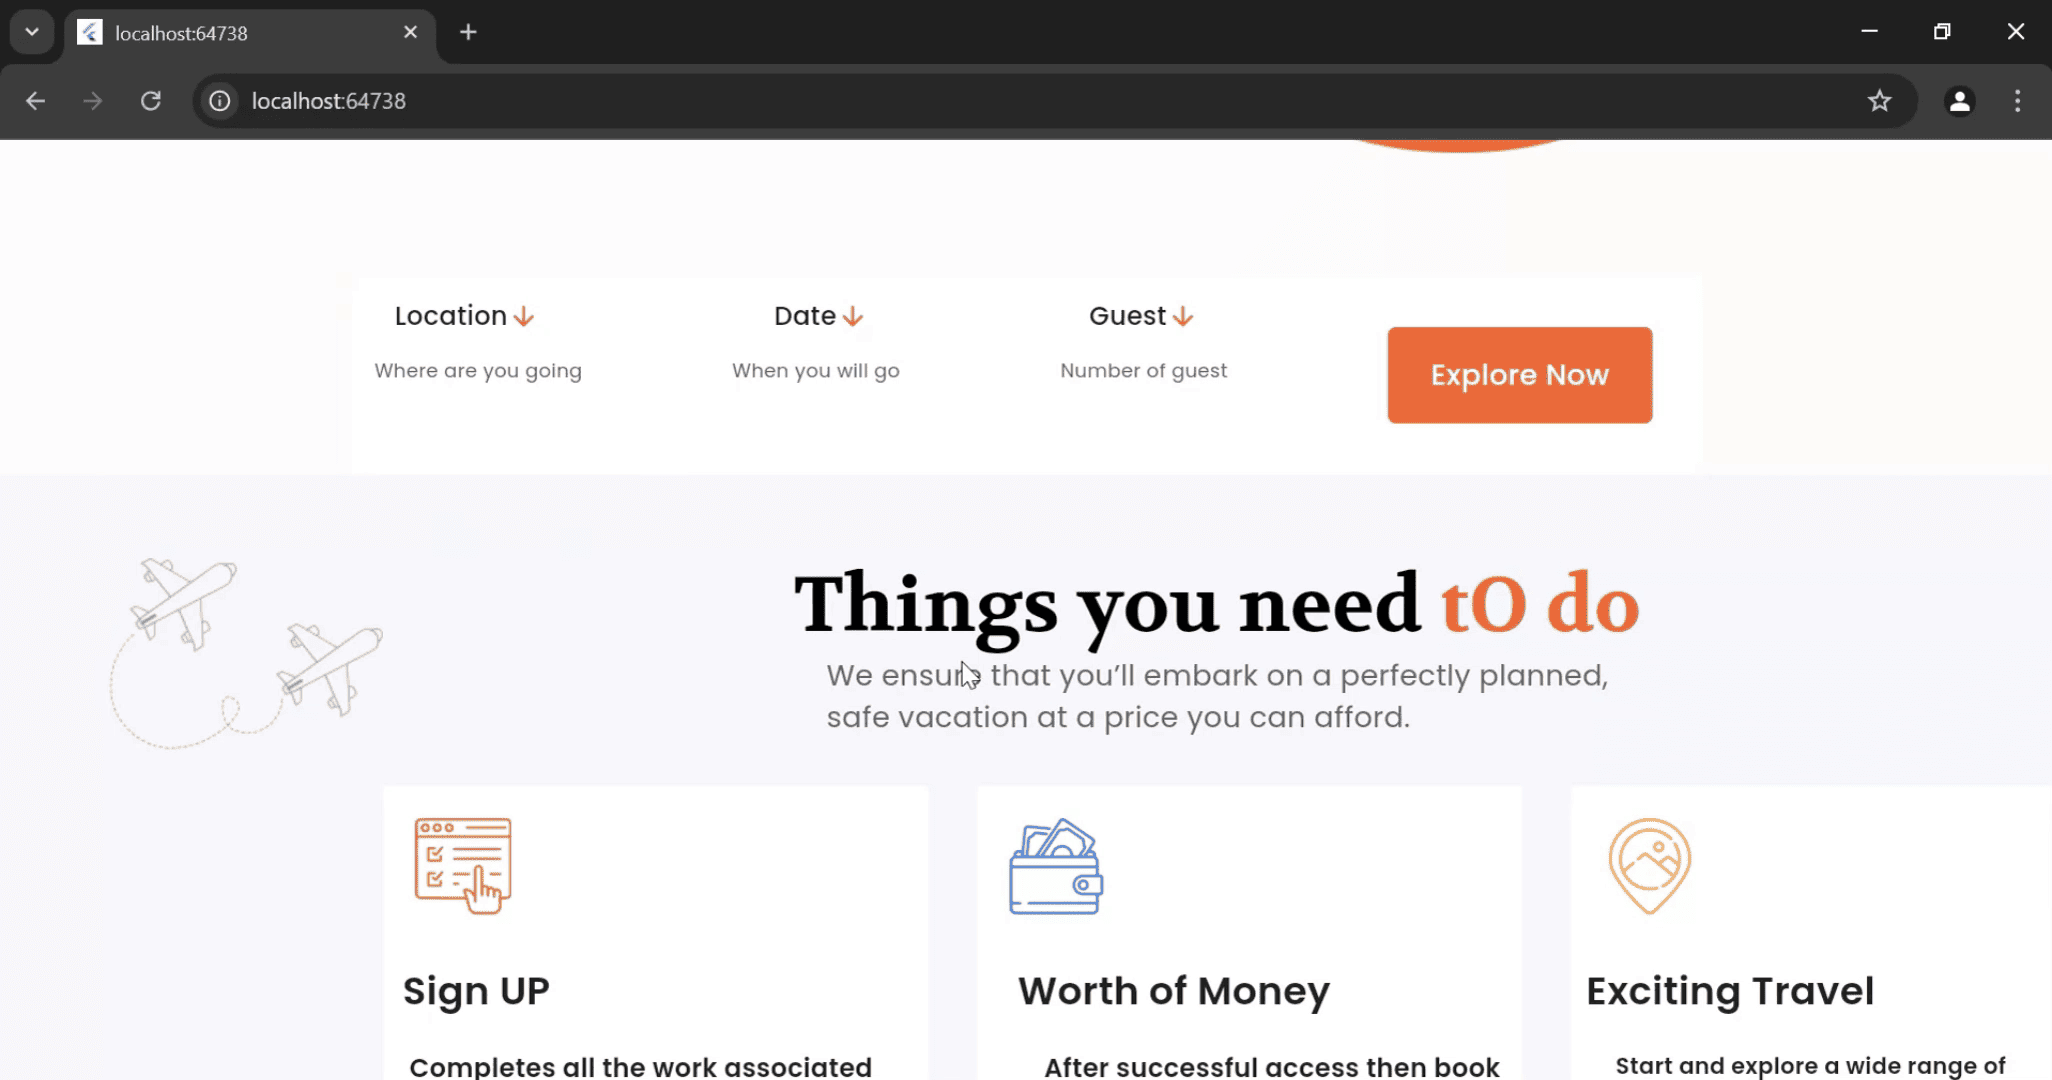 localhost:64738
localhost:64738
Location
Date
Guest
Where are you going
When you will go
Number of guest
Explore Now
Things you need tO do
We ensure that you’ll embark on a perfectly planned,
safe vacation at a price you can afford.
Sign UP
Worth of Money
Exciting Travel
Completes all the work associated
After successful access then book
Start and explore a wide range of